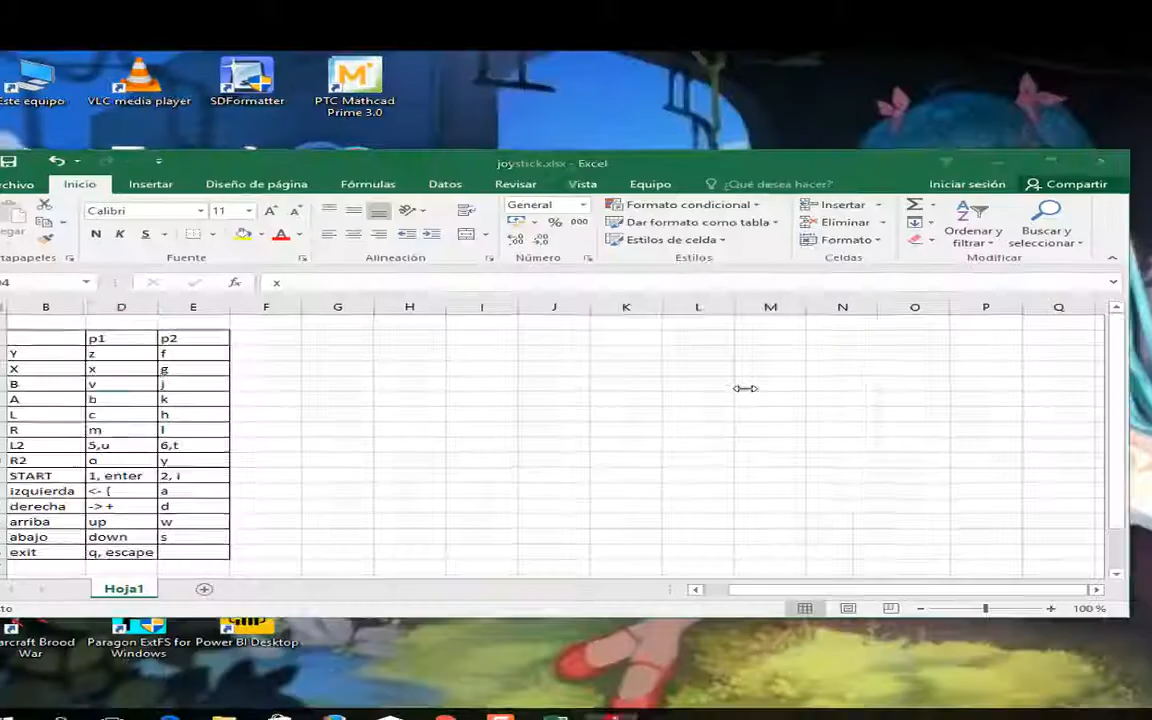 Este equipo
VLC media player
SDFormatter
PTC Mathcad
Prime 3.0
joystick.xlsx - Excel
Inicio
Insertar
Diseño de página
Fórmulas
Datos
Revisar
Vista
Equipo
¿Qué desea hacer?
Iniciar sesión
Compartir
Calibri
11
General
Formato condicional
Insertar
Dar formato como tabla
Eliminar
Ordenar y
filtrar
Buscar y
seleccionar
N K S
% 000
Estilos de celda
Formato
Fuente
Alineación
Número
Estilos
Celdas
Modificar
fx
x
B D E F G H I J K L M N O P Q
p1 p2
Y z f
X x g
B v j
A b k
L c h
R m l
L2 5,u 6,t
R2 o y
START 1, enter 2, i
izquierda <- { a
derecha -> + d
arriba up w
abajo down s
exit q, escape
Hoja1
100 %
Paragon ExtFS for
Windows
Power BI Desktop
War